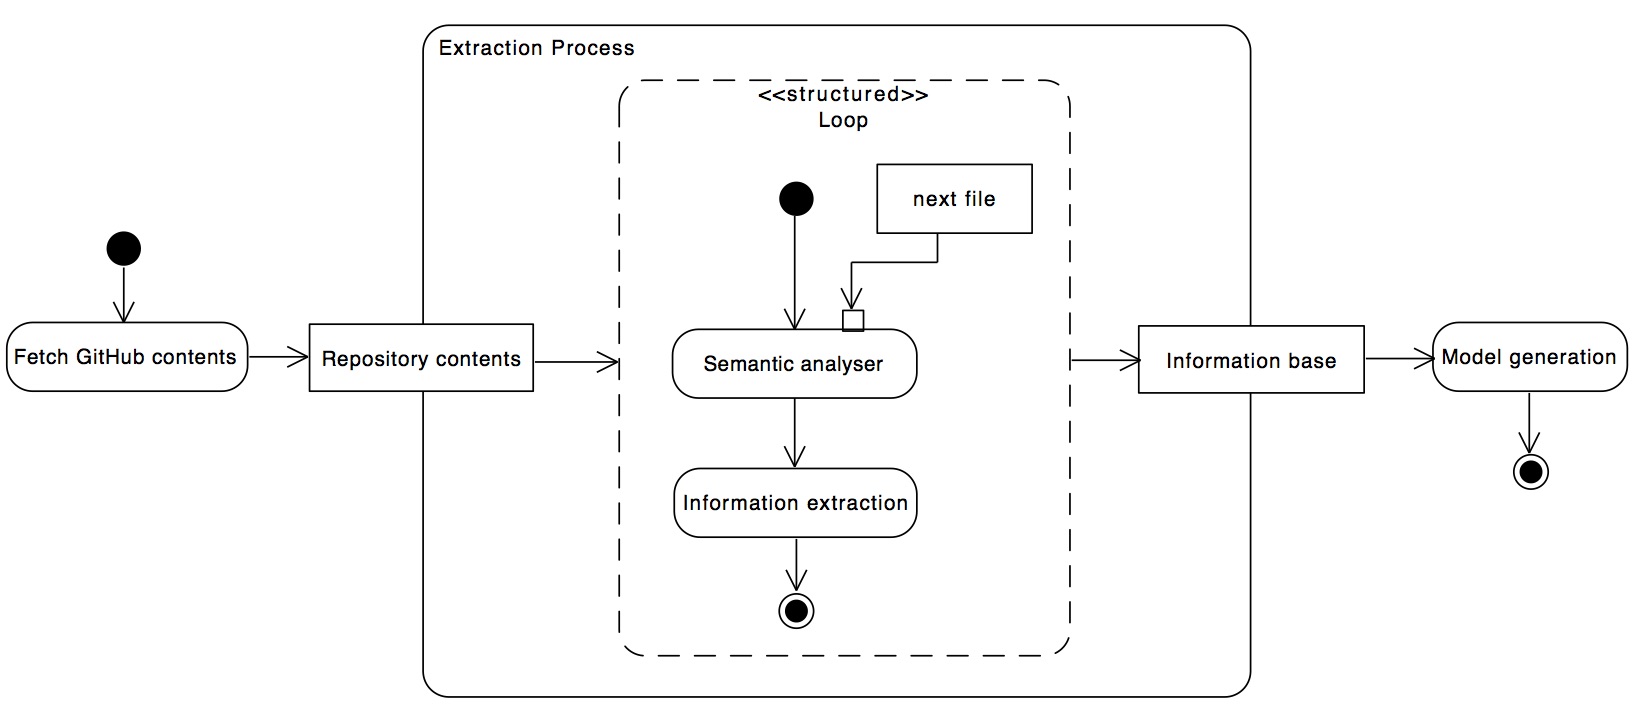 Extraction Process
<<structured>>
Loop
next file
Fetch GitHub contents
Repository contents
Semantic analyser
Information base
Model generation
Information extraction